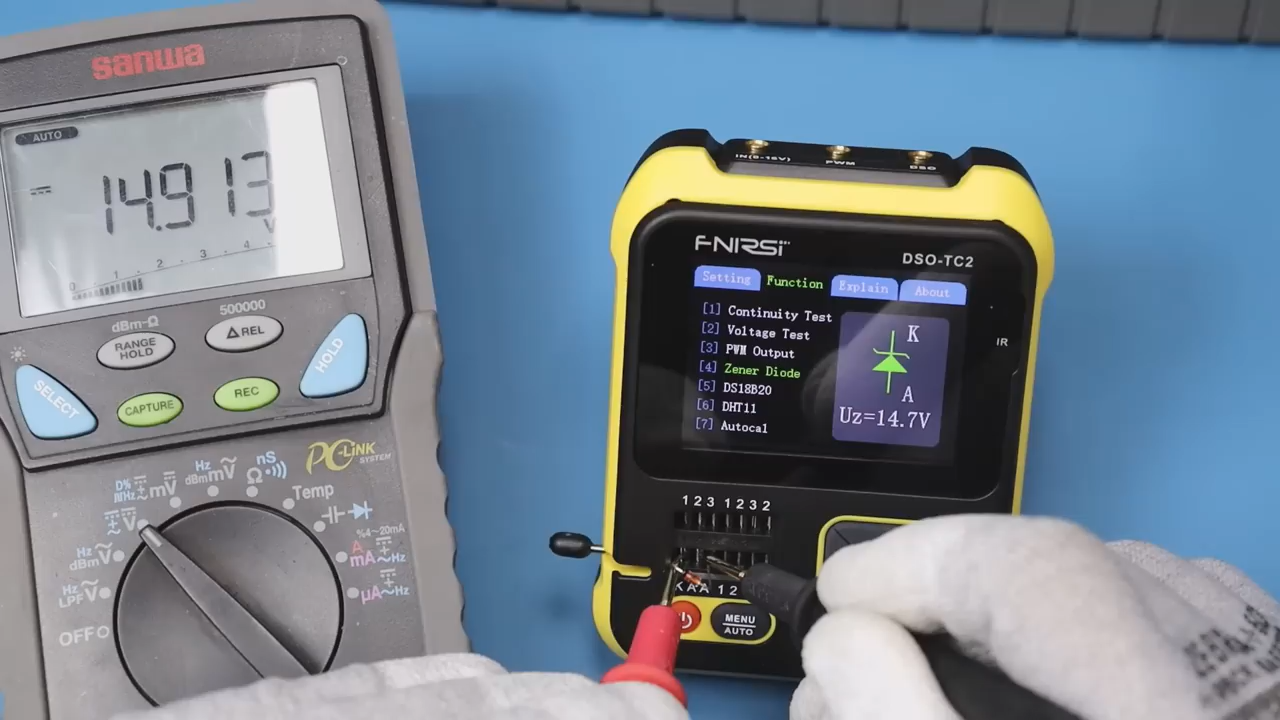 sanwa
AUTO
14.913
V
0 1 2 3 4
500000
dBm-Ω
RANGE
HOLD
△REL
HOLD
SELECT
CAPTURE
REC
PC-LINK
SYSTEM
Hz
dBm mV
nS
Ω
Temp
mV
V
Hz
dBm V
Hz
LPF V
OFF
%4~20mA
A
mA Hz
μA Hz
IN(0-16V)
PWM
DSO
FNIRSI
DSO-TC2
Setting Function Explain About
[1] Continuity Test
[2] Voltage Test
[3] PWM Output
[4] Zener Diode
[5] DS18B20
[6] DHT11
[7] Autocal
K
A
Uz=14.7V
IR
1 2 3 1 2 3 2
K A A 1 2
MENU
AUTO